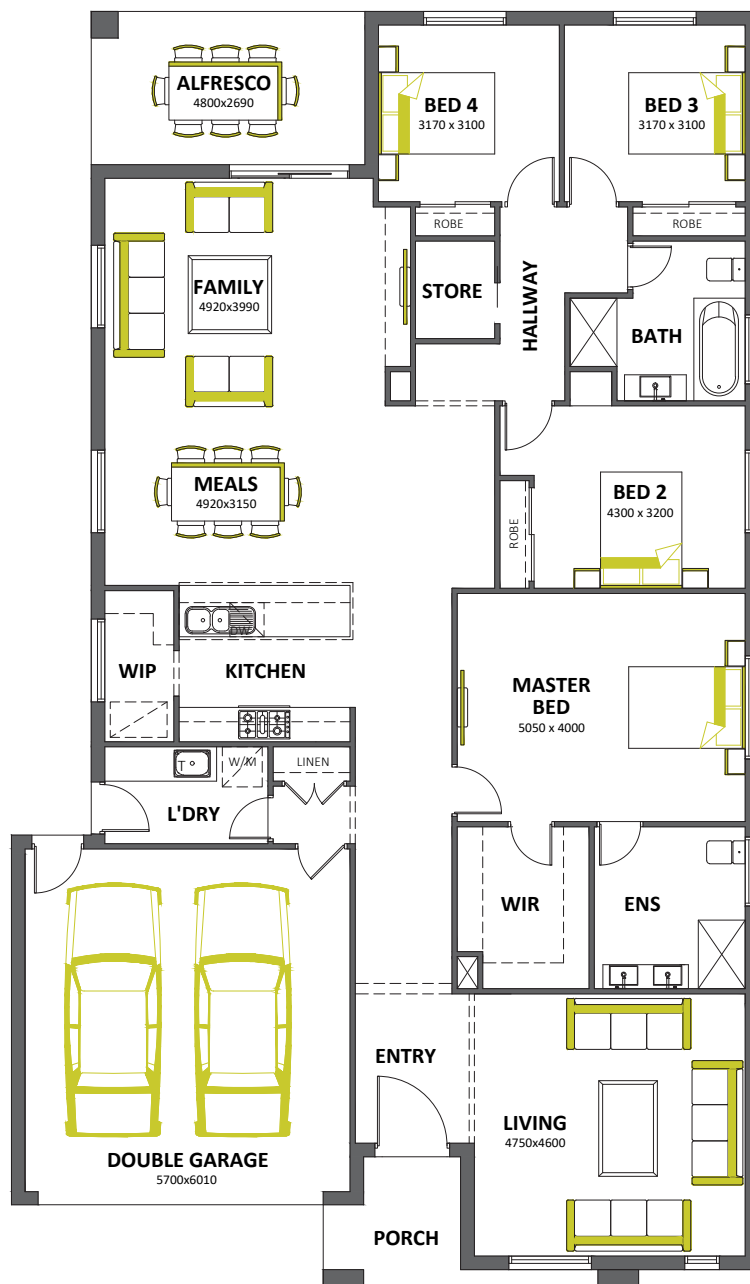 ALFRESCO
4800x2690
BED 4
3170 x 3100
BED 3
3170 x 3100
ROBE
ROBE
FAMILY
4920x3990
STORE
HALLWAY
BATH
MEALS
4920x3150
BED 2
4300 x 3200
ROBE
DW
WIP
KITCHEN
MASTER
BED
5050 x 4000
T
W/M
LINEN
L'DRY
WIR
ENS
ENTRY
LIVING
4750x4600
DOUBLE GARAGE
5700x6010
PORCH